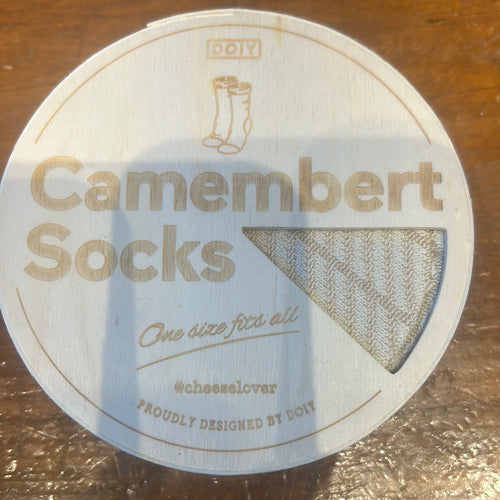 DOIY
Camembert
Socks
One size fits all
#cheeselover
PROUDLY DESIGNED BY DOIY